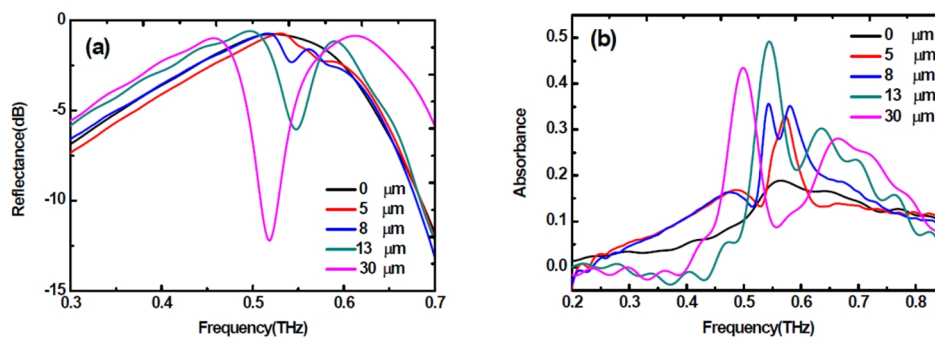 (a)
Reflectance(dB)
0
-5
-10
-15
0.3 0.4 0.5 0.6 0.7
Frequency(THz)
0 μm
5 μm
8 μm
13 μm
30 μm
(b)
Absorbance
0.5
0.4
0.3
0.2
0.1
0.0
0.2 0.3 0.4 0.5 0.6 0.7 0.8
Frequency(THz)
0 μm
5 μm
8 μm
13 μm
30 μm